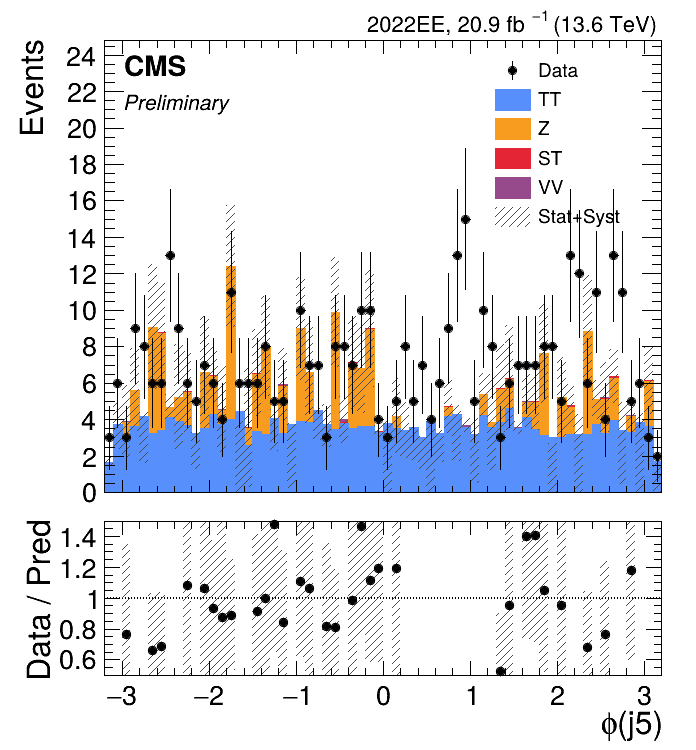 2022EE, 20.9 fb⁻¹ (13.6 TeV)
CMS
Preliminary
Data
TT
Z
ST
VV
Stat+Syst
Events
24
22
20
18
16
14
12
10
8
6
4
2
0
Data / Pred
1.4
1.2
1
0.8
0.6
−3 −2 −1 0 1 2 3
ϕ(j5)